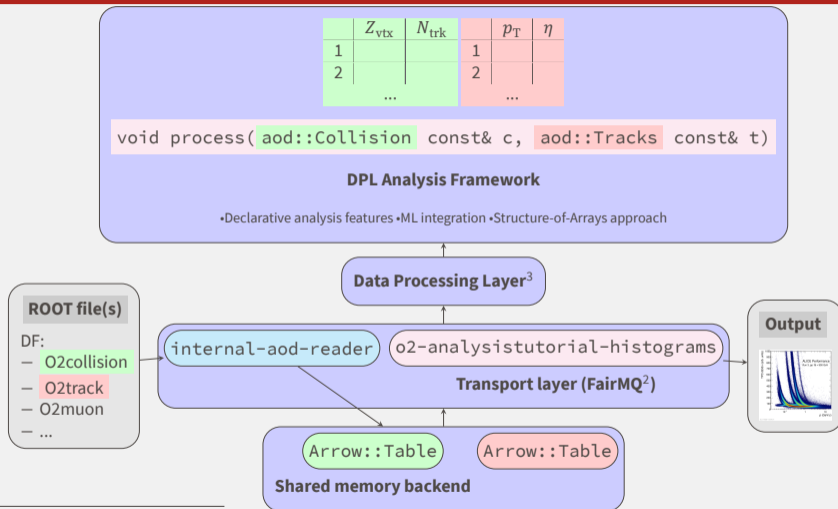 Z_vtx N_trk
1
2
...
p_T η
1
2
...
void process(aod::Collision const& c, aod::Tracks const& t)
DPL Analysis Framework
•Declarative analysis features •ML integration •Structure-of-Arrays approach
Data Processing Layer³
ROOT file(s)
DF:
– O2collision
– O2track
– O2muon
– ...
internal-aod-reader
o2-analysistutorial-histograms
Transport layer (FairMQ²)
Output
Arrow::Table
Arrow::Table
Shared memory backend